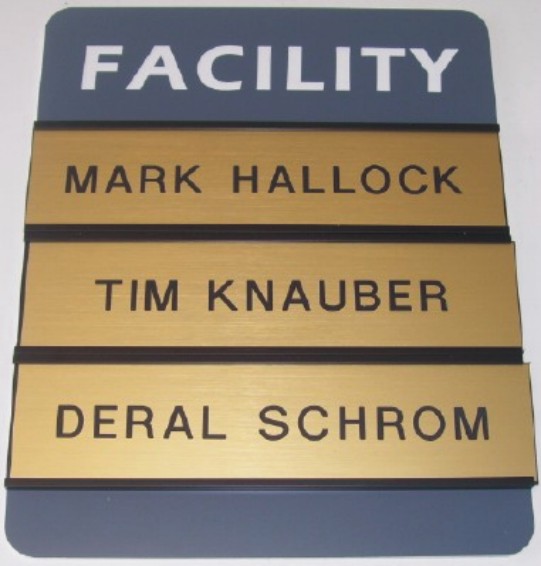 FACILITY
MARK HALLOCK
TIM KNAUBER
DERAL SCHROM